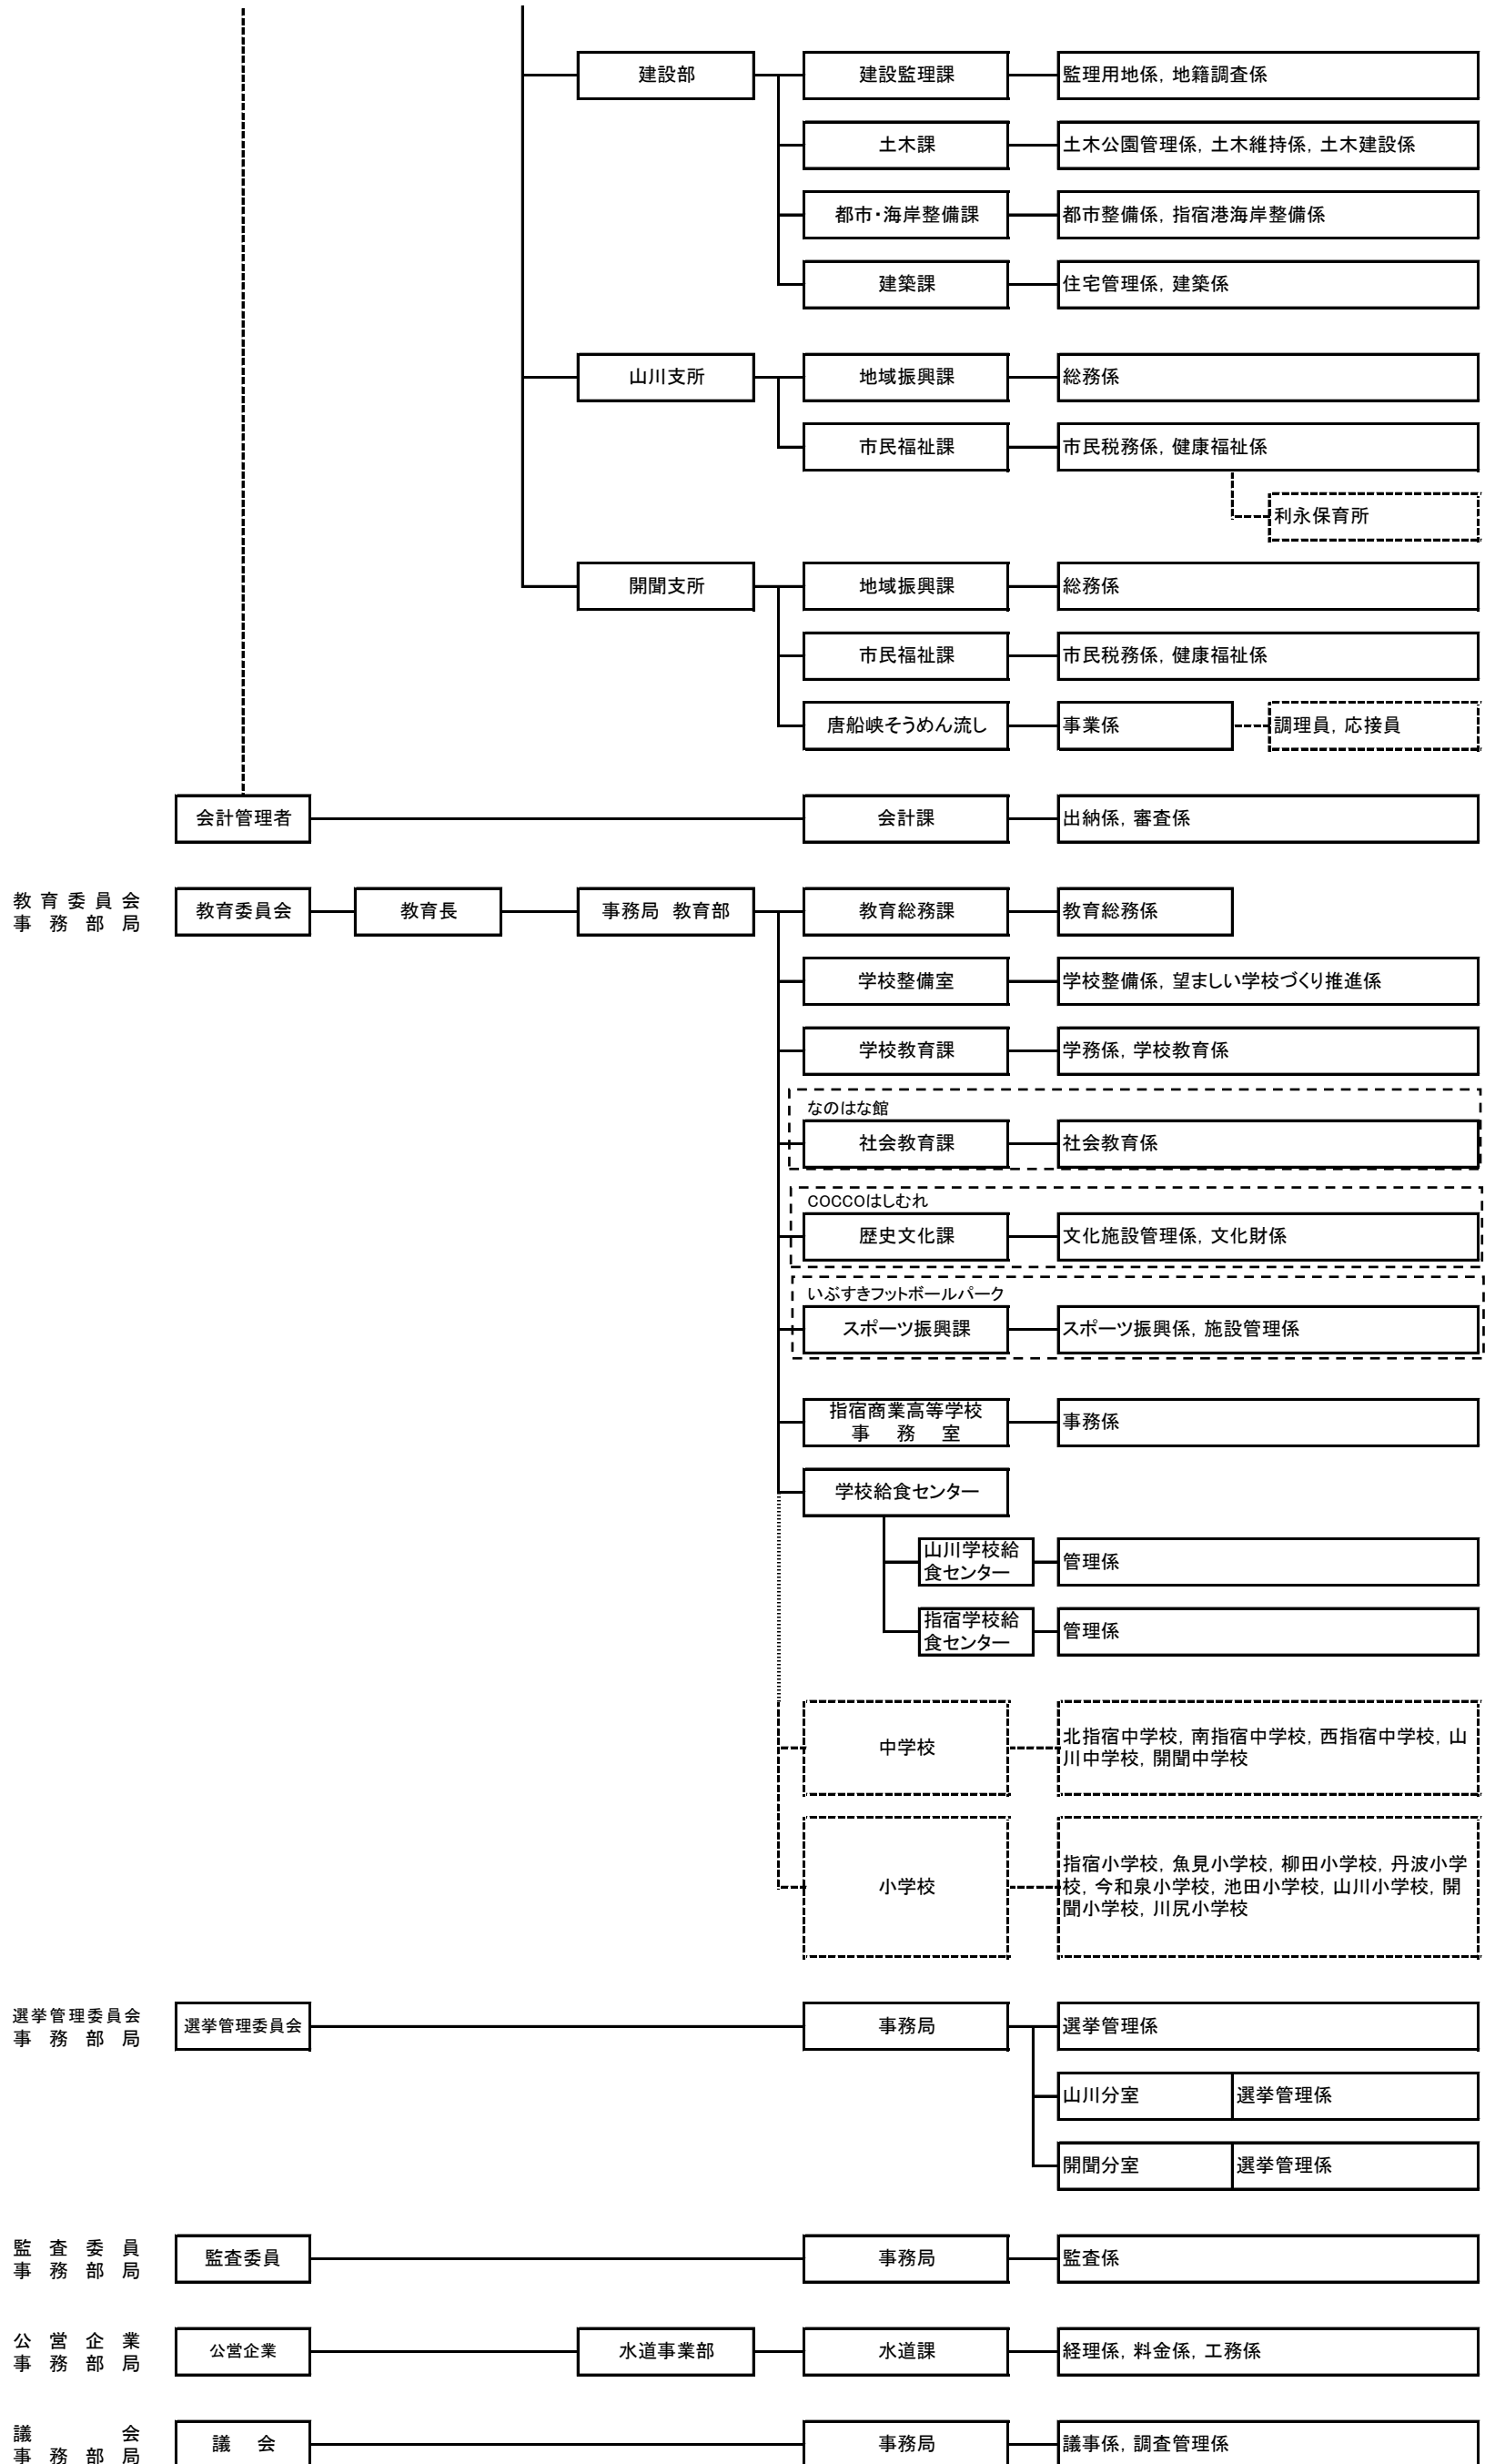 建設部 建設監理課 監理用地係, 地籍調査係
土木課 土木公園管理係, 土木維持係, 土木建設係
都市・海岸整備課 都市整備係, 指宿港海岸整備係
建築課 住宅管理係, 建築係
山川支所 地域振興課 総務係
市民福祉課 市民税務係, 健康福祉係
利永保育所
開聞支所 地域振興課 総務係
市民福祉課 市民税務係, 健康福祉係
唐船峡そうめん流し 事業係 調理員, 応接員
会計管理者 会計課 出納係, 審査係
教育委員会
事務部局
教育委員会 教育長 事務局 教育部 教育総務課 教育総務係
学校整備室 学校整備係, 望ましい学校づくり推進係
学校教育課 学務係, 学校教育係
なのはな館
社会教育課 社会教育係
COCCOはしむれ
歴史文化課 文化施設管理係, 文化財係
いぶすきフットボールパーク
スポーツ振興課 スポーツ振興係, 施設管理係
指宿商業高等学校
事務室
事務係
学校給食センター
山川学校給
食センター
管理係
指宿学校給
食センター
管理係
中学校
北指宿中学校, 南指宿中学校, 西指宿中学校, 山
川中学校, 開聞中学校
小学校
指宿小学校, 魚見小学校, 柳田小学校, 丹波小学
校, 今和泉小学校, 池田小学校, 山川小学校, 開
聞小学校, 川尻小学校
選挙管理委員会
事務部局
選挙管理委員会 事務局 選挙管理係
山川分室 選挙管理係
開聞分室 選挙管理係
監査委員
事務部局
監査委員 事務局 監査係
公営企業
事務部局
公営企業 水道事業部 水道課 経理係, 料金係, 工務係
議会
事務部局
議会 事務局 議事係, 調査管理係